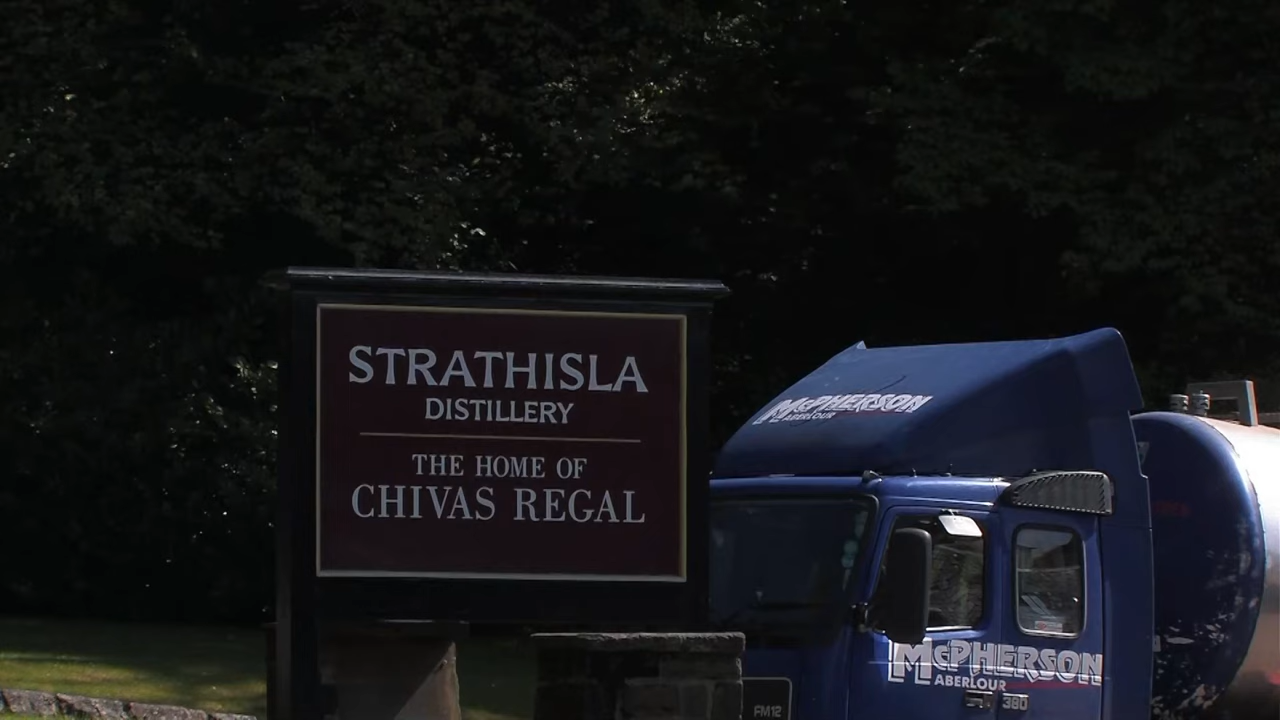 STRATHISLA
DISTILLERY
THE HOME OF
CHIVAS REGAL
McPHERSON
ABERLOUR
McPHERSON
ABERLOUR
380
FM12